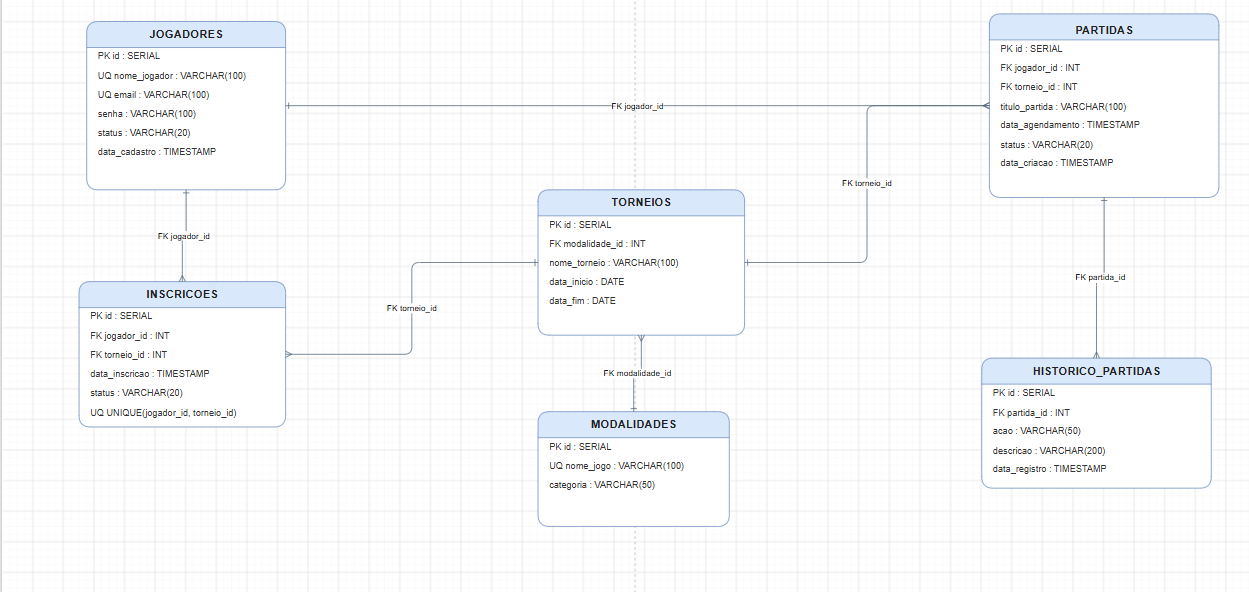 JOGADORES
PK id : SERIAL
UQ nome_jogador : VARCHAR(100)
UQ email : VARCHAR(100)
senha : VARCHAR(100)
status : VARCHAR(20)
data_cadastro : TIMESTAMP
FK jogador_id
PARTIDAS
PK id : SERIAL
FK jogador_id : INT
FK torneio_id : INT
titulo_partida : VARCHAR(100)
data_agendamento : TIMESTAMP
status : VARCHAR(20)
data_criacao : TIMESTAMP
FK torneio_id
TORNEIOS
PK id : SERIAL
FK modalidade_id : INT
nome_torneio : VARCHAR(100)
data_inicio : DATE
data_fim : DATE
FK jogador_id
INSCRICOES
PK id : SERIAL
FK jogador_id : INT
FK torneio_id : INT
data_inscricao : TIMESTAMP
status : VARCHAR(20)
UQ UNIQUE(jogador_id, torneio_id)
FK torneio_id
FK modalidade_id
MODALIDADES
PK id : SERIAL
UQ nome_jogo : VARCHAR(100)
categoria : VARCHAR(50)
FK partida_id
HISTORICO_PARTIDAS
PK id : SERIAL
FK partida_id : INT
acao : VARCHAR(50)
descricao : VARCHAR(200)
data_registro : TIMESTAMP